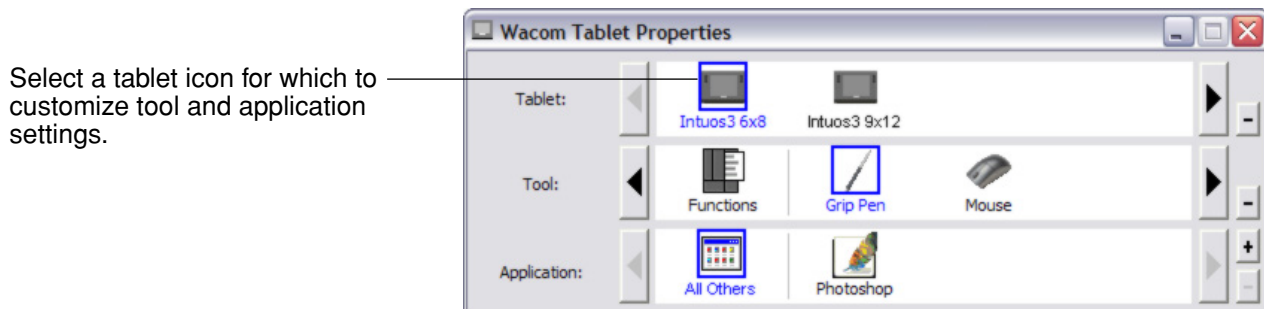 Wacom Tablet Properties
Select a tablet icon for which to
customize tool and application
settings.
Tablet:
Intuos3 6x8 Intuos3 9x12
-
Tool:
Functions Grip Pen Mouse
-
+
Application:
All Others Photoshop
-